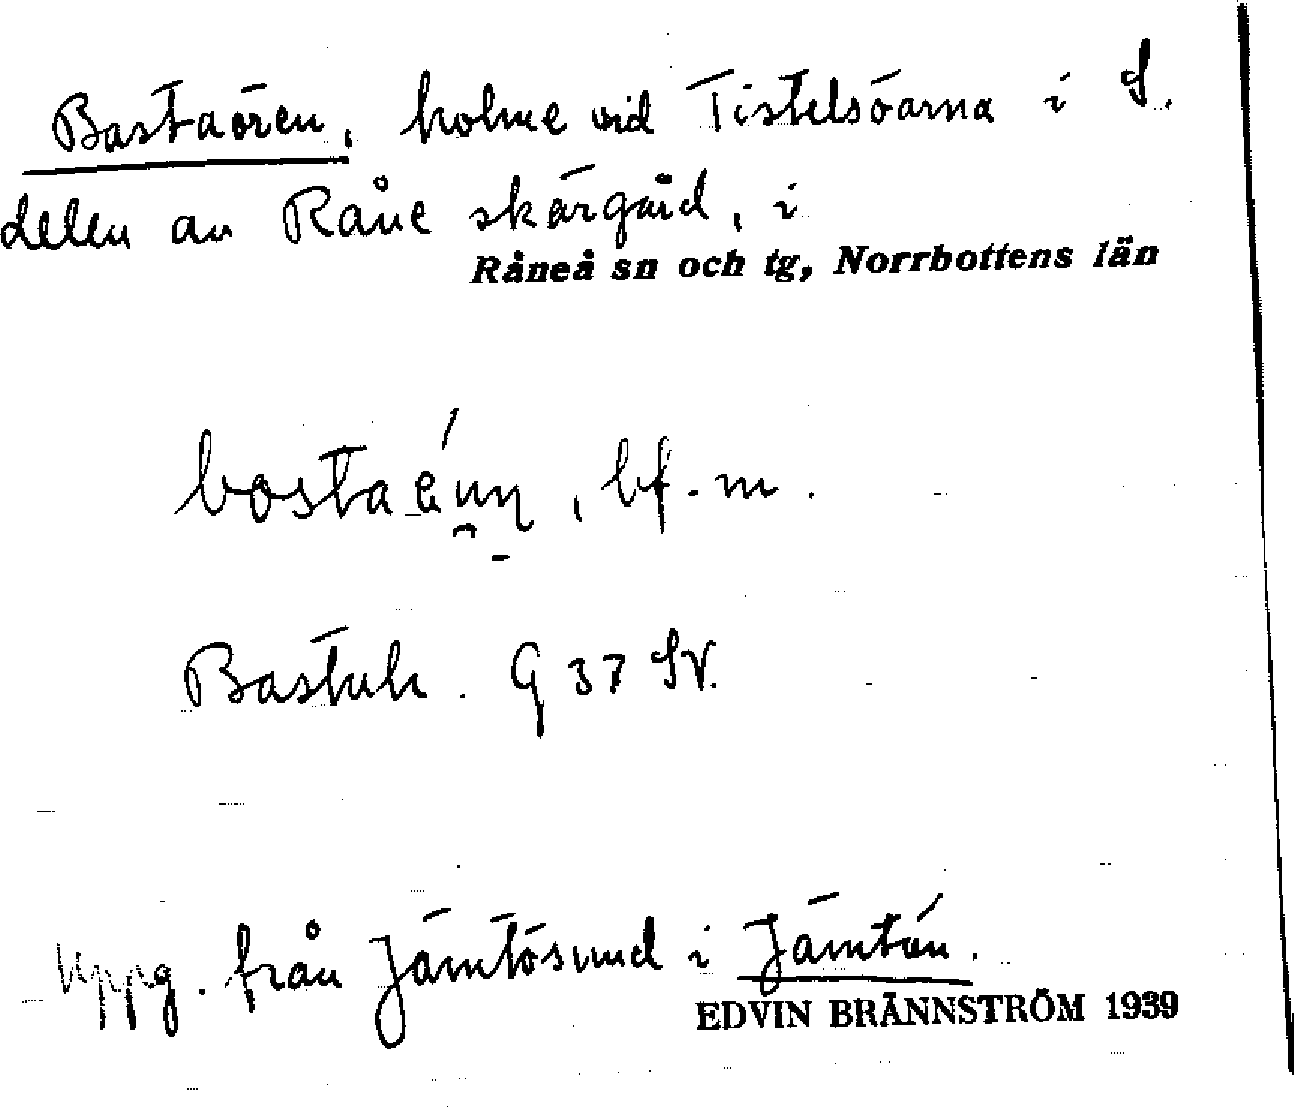 Bastaören, holme vid Tistelsöarna i S.
delen av Råne skärgård, i
Råneå sn och tg, Norrbottens län
bf. m.
Bastuh. G 37 SV.
Uppg. från Jämtösund i Jämtön.
EDVIN BRÄNNSTRÖM 1939